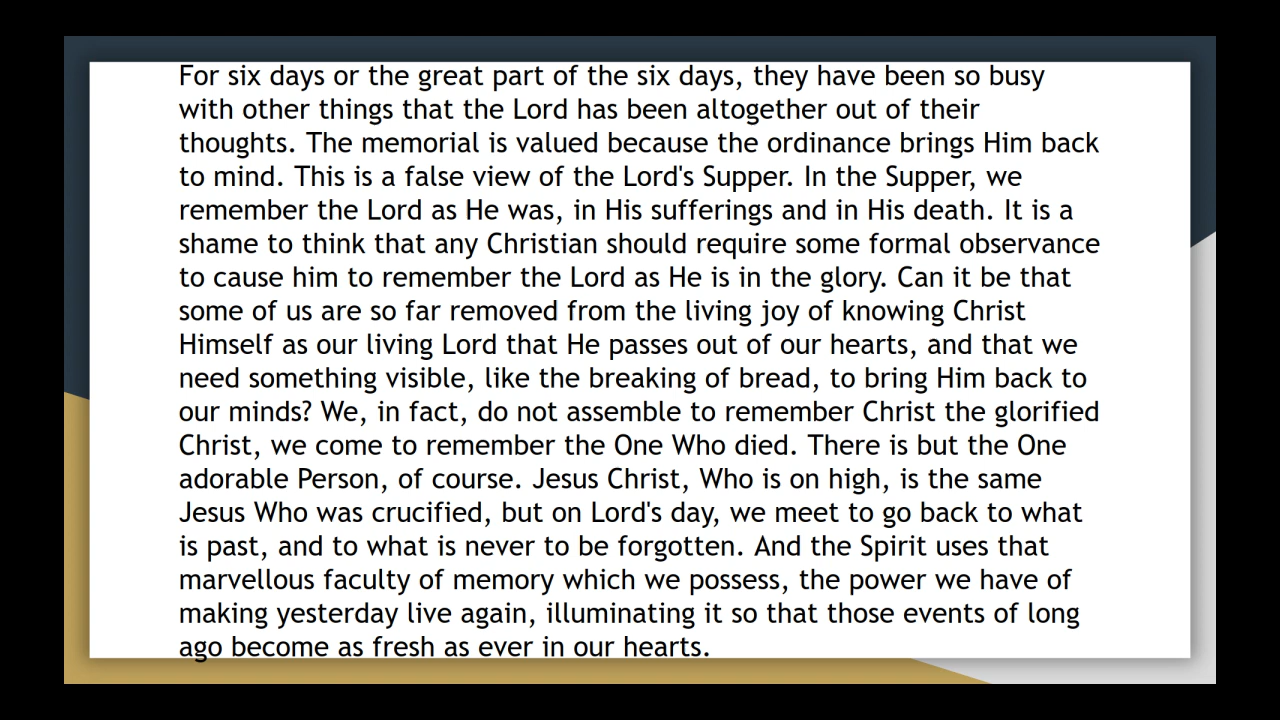 For six days or the great part of the six days, they have been so busy
with other things that the Lord has been altogether out of their
thoughts. The memorial is valued because the ordinance brings Him back
to mind. This is a false view of the Lord's Supper. In the Supper, we
remember the Lord as He was, in His sufferings and in His death. It is a
shame to think that any Christian should require some formal observance
to cause him to remember the Lord as He is in the glory. Can it be that
some of us are so far removed from the living joy of knowing Christ
Himself as our living Lord that He passes out of our hearts, and that we
need something visible, like the breaking of bread, to bring Him back to
our minds? We, in fact, do not assemble to remember Christ the glorified
Christ, we come to remember the One Who died. There is but the One
adorable Person, of course. Jesus Christ, Who is on high, is the same
Jesus Who was crucified, but on Lord's day, we meet to go back to what
is past, and to what is never to be forgotten. And the Spirit uses that
marvellous faculty of memory which we possess, the power we have of
making yesterday live again, illuminating it so that those events of long
ago become as fresh as ever in our hearts.